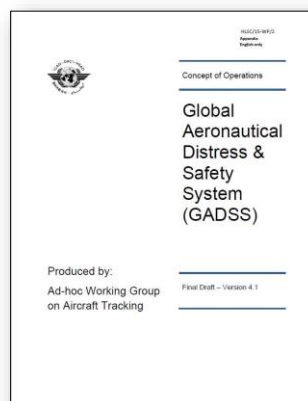 HLSC/15-WP/2
Appendix
English only
Concept of Operations
Global
Aeronautical
Distress &
Safety
System
(GADSS)
Produced by:
Ad-hoc Working Group
on Aircraft Tracking
Final Draft – Version 4.1